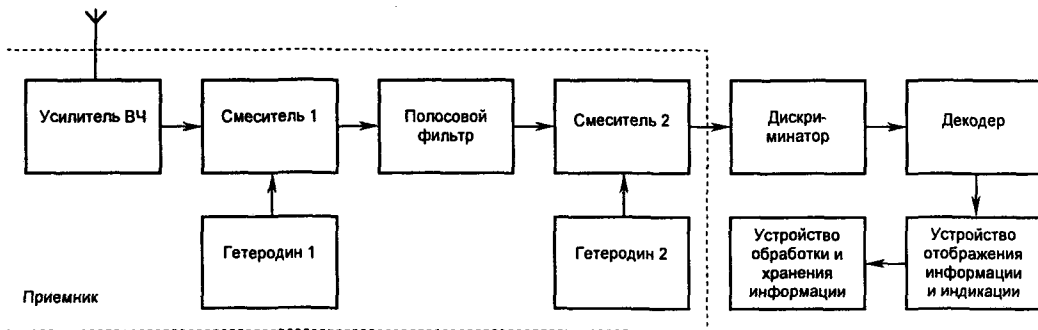 Усилитель ВЧ
Смеситель 1
Полосовой
фильтр
Смеситель 2
Дискри-
минатор
Декодер
Гетеродин 1
Гетеродин 2
Устройство
обработки и
хранения
информации
Устройство
отображения
информации
и индикации
Приемник